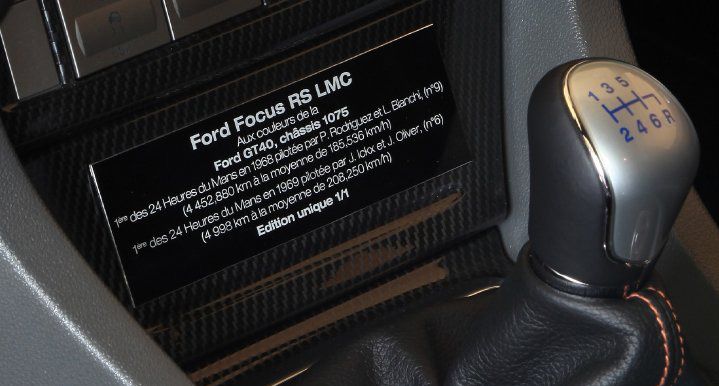 Ford Focus RS LMC
Aux couleurs de la
Ford GT40, châssis 1075
1ère des 24 Heures du Mans en 1968 pilotée par P. Rodriguez et L. Bianchi, (n°9)
(4 452,880 km à la moyenne de 185,536 km/h)
1ère des 24 Heures du Mans en 1969 pilotée par J. Ickx et J. Oliver, (n°6)
(4 998 km à la moyenne de 208,250 km/h)
Edition unique 1/1
1 3 5
2 4 6 R